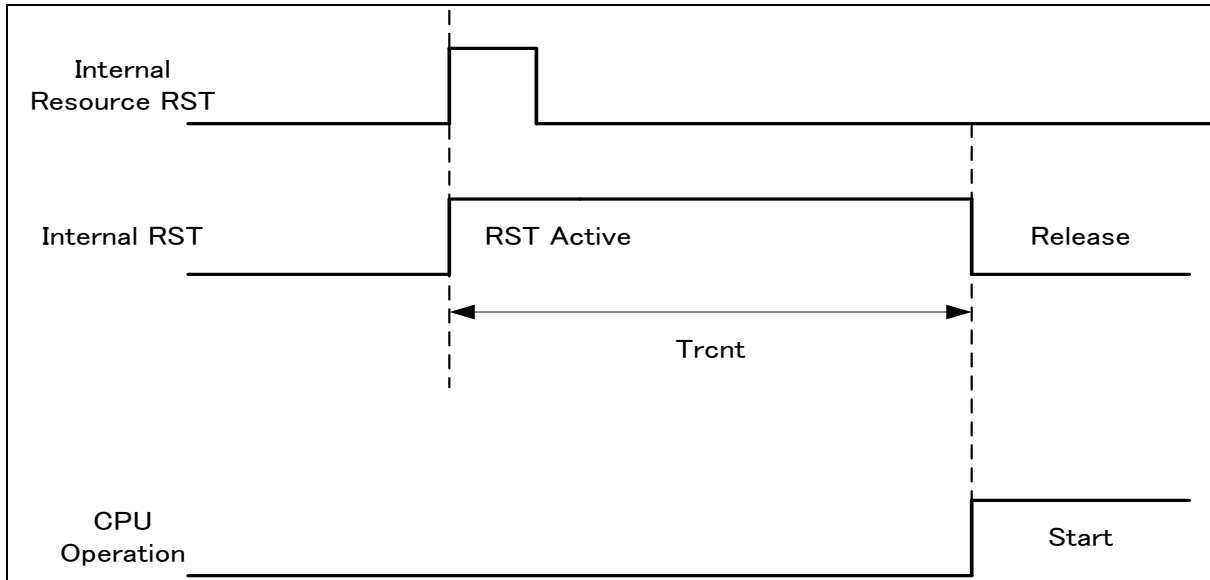 Internal
Resource RST
Internal RST
RST Active
Release
Trcnt
CPU
Operation
Start